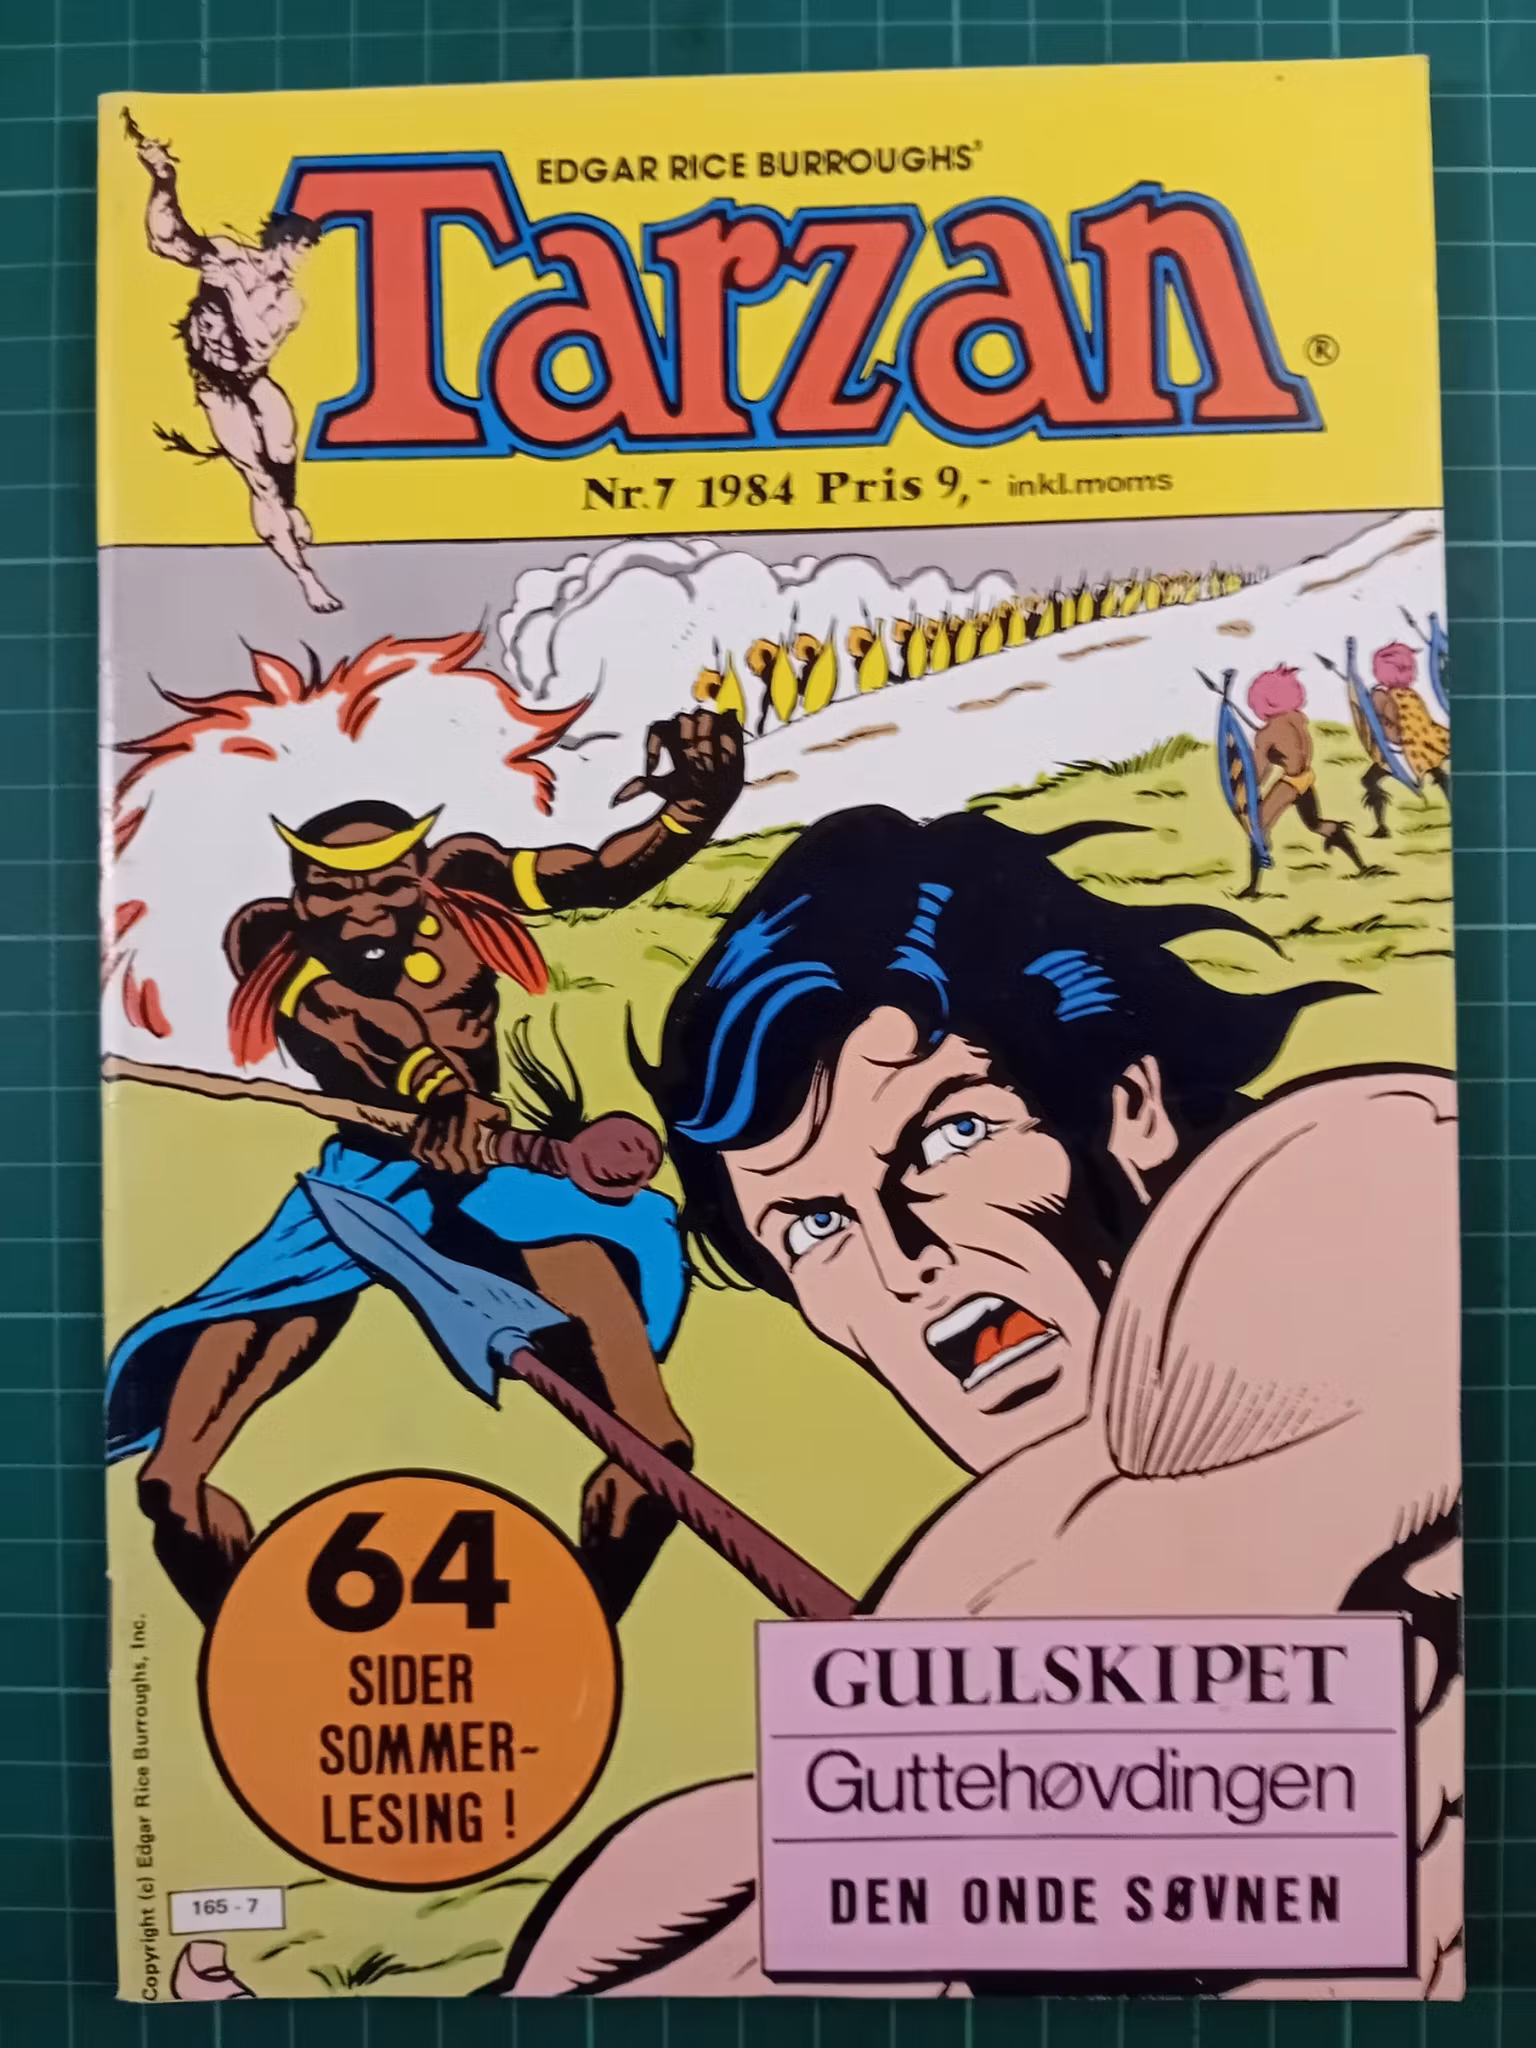 EDGAR RICE BURROUGHS'
Tarzan®
Nr.7 1984 Pris 9,- inkl.moms
64
SIDER
SOMMER-
LESING!
GULLSKIPET
Guttehøvdingen
DEN ONDE SØVNEN
165-7
Copyright (c) Edgar Rice Burroughs, Inc.